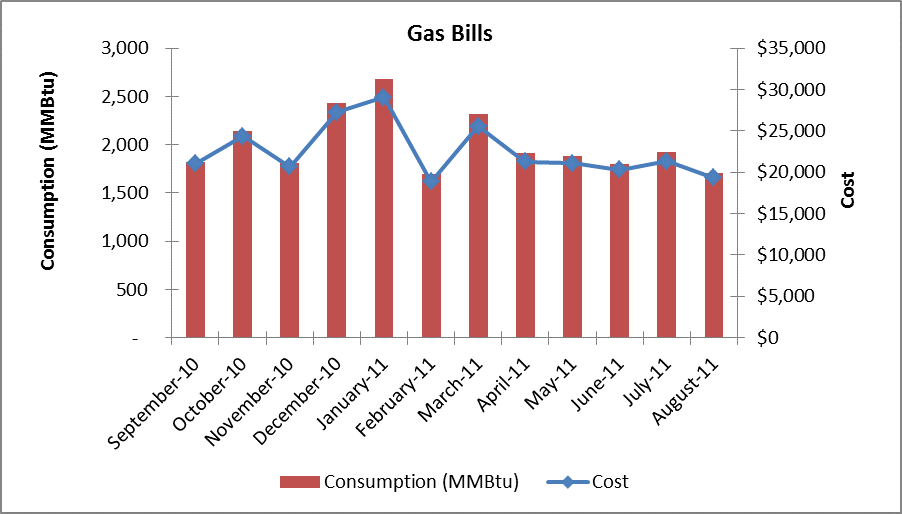 Gas Bills
3,000
2,500
2,000
1,500
1,000
500
-
Consumption (MMBtu)
$35,000
$30,000
$25,000
$20,000
$15,000
$10,000
$5,000
$0
Cost
September-10
October-10
November-10
December-10
January-11
February-11
March-11
April-11
May-11
June-11
July-11
August-11
Consumption (MMBtu)
Cost